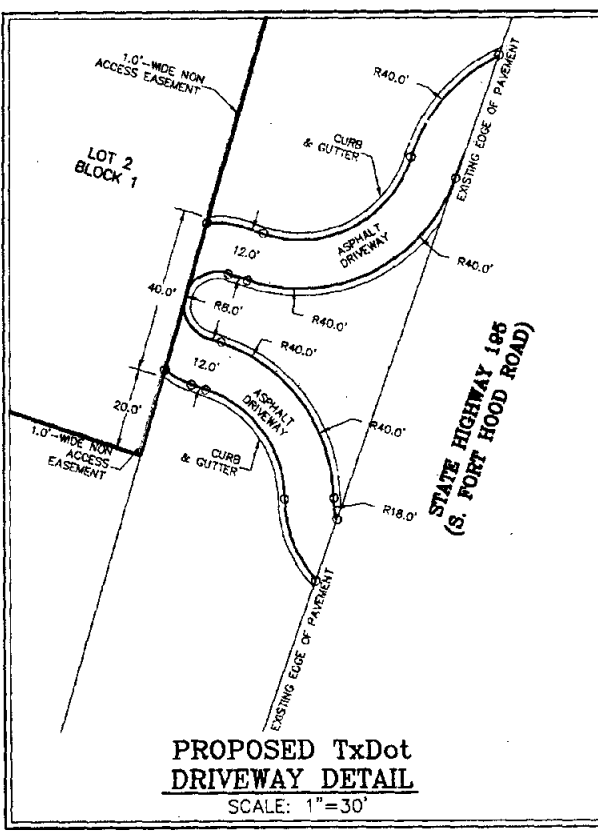 1.0'-WIDE NON
ACCESS EASEMENT
R40.0'
EXISTING EDGE OF PAVEMENT
CURB
& GUTTER
LOT 2
BLOCK 1
12.0'
ASPHALT
DRIVEWAY
R40.0'
40.0'
R8.0'
R40.0'
R40.0'
12.0'
ASPHALT
DRIVEWAY
20.0'
R40.0'
1.0'-WIDE NON
ACCESS
EASEMENT
CURB
& GUTTER
R18.0'
STATE HIGHWAY 195
(S. FORT HOOD ROAD)
EXISTING EDGE OF PAVEMENT
PROPOSED TxDot
DRIVEWAY DETAIL
SCALE: 1"=30'